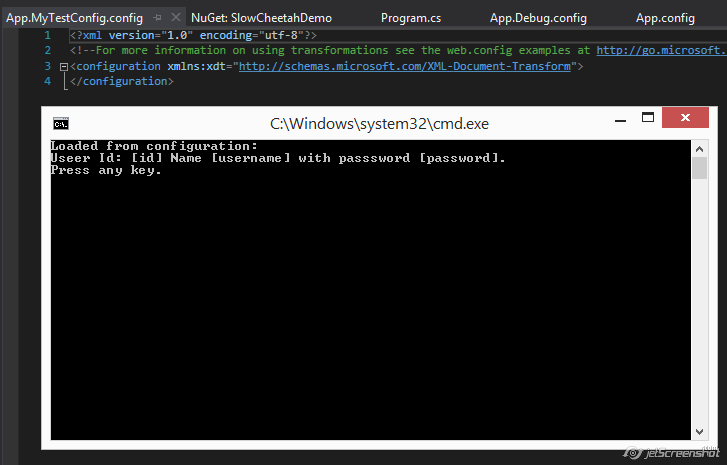 App.MyTestConfig.config NuGet: SlowCheetahDemo Program.cs App.Debug.config App.config
1 <?xml version="1.0" encoding="utf-8"?>
2 <!--For more information on using transformations see the web.config examples at http://go.microsoft.
3 <configuration xmlns:xdt="http://schemas.microsoft.com/XML-Document-Transform">
4 </configuration>
C:\Windows\system32\cmd.exe
Loaded from configuration:
Useer Id: [id] Name [username] with passsword [password].
Press any key.
jetScreenshot